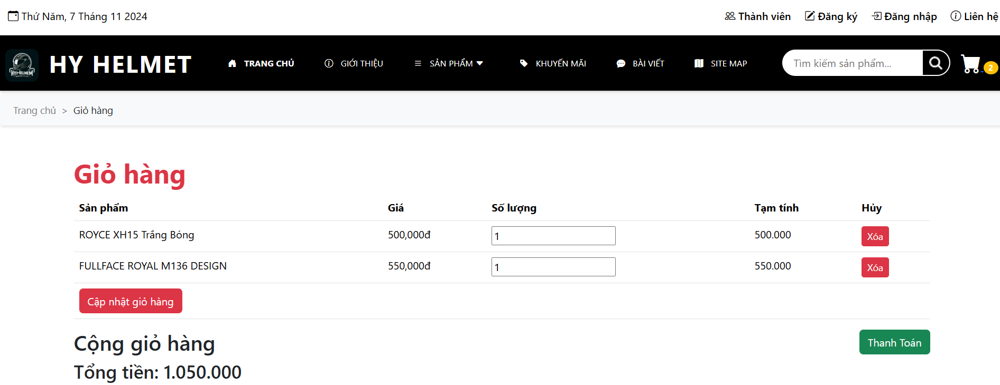 Thứ Năm, 7 Tháng 11 2024
Thành viên Đăng ký Đăng nhập Liên hệ
HY HELMET TRANG CHỦ GIỚI THIỆU SẢN PHẨM KHUYẾN MÃI BÀI VIẾT SITE MAP Tìm kiếm sản phẩm... 2
Trang chủ > Giỏ hàng
Giỏ hàng
Sản phẩm Giá Số lượng Tạm tính Hủy
ROYCE XH15 Trắng Bóng 500,000đ 1 500.000 Xóa
FULLFACE ROYAL M136 DESIGN 550,000đ 1 550.000 Xóa
Cập nhật giỏ hàng
Cộng giỏ hàng Thanh Toán
Tổng tiền: 1.050.000